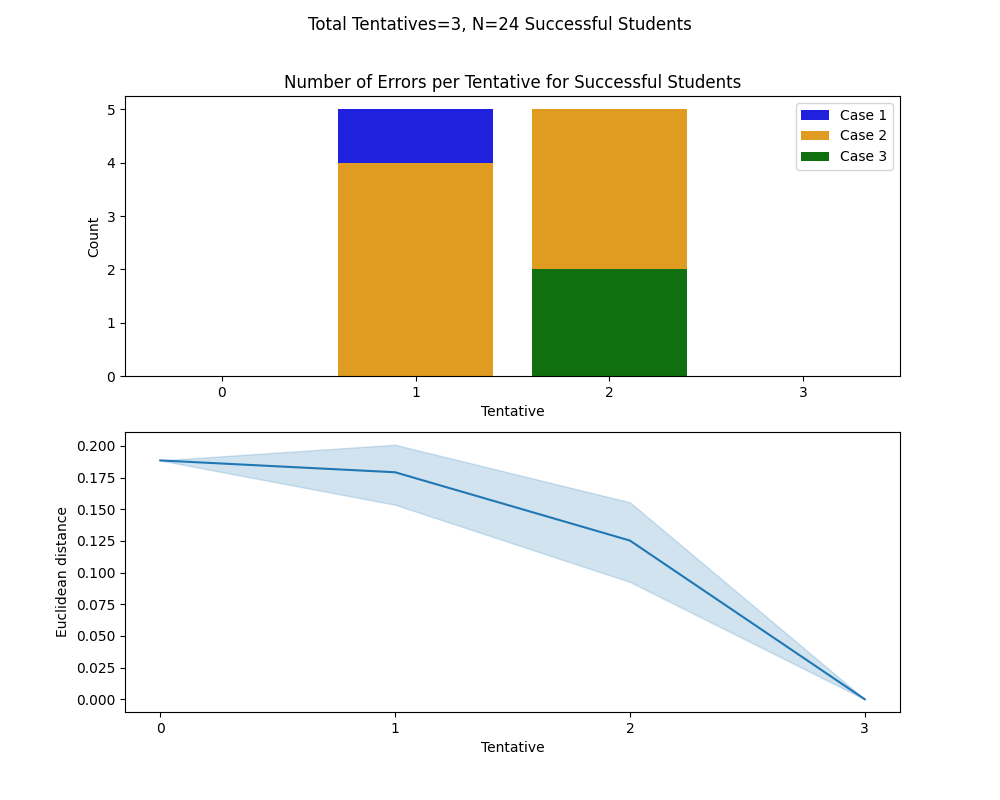 Total Tentatives=3, N=24 Successful Students
Number of Errors per Tentative for Successful Students
5
4
3
2
1
0
Count
Case 1
Case 2
Case 3
0 1 2 3
Tentative
0.200
0.175
0.150
0.125
0.100
0.075
0.050
0.025
0.000
Euclidean distance
0 1 2 3
Tentative